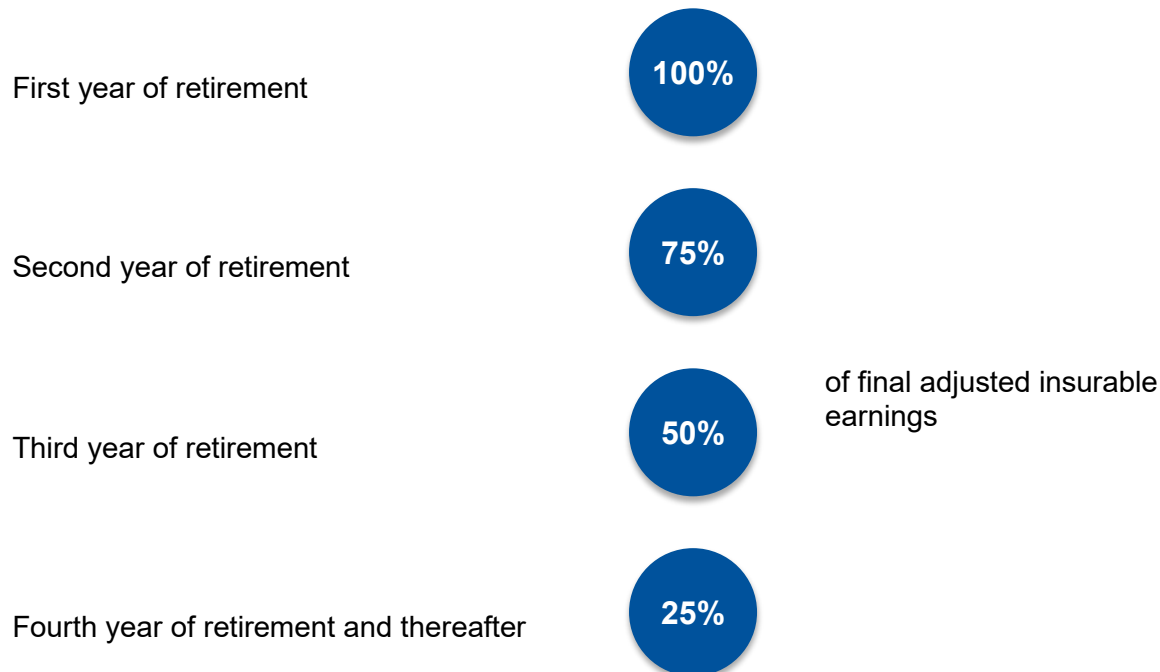 First year of retirement
100%
Second year of retirement
75%
of final adjusted insurable
earnings
Third year of retirement
50%
Fourth year of retirement and thereafter
25%